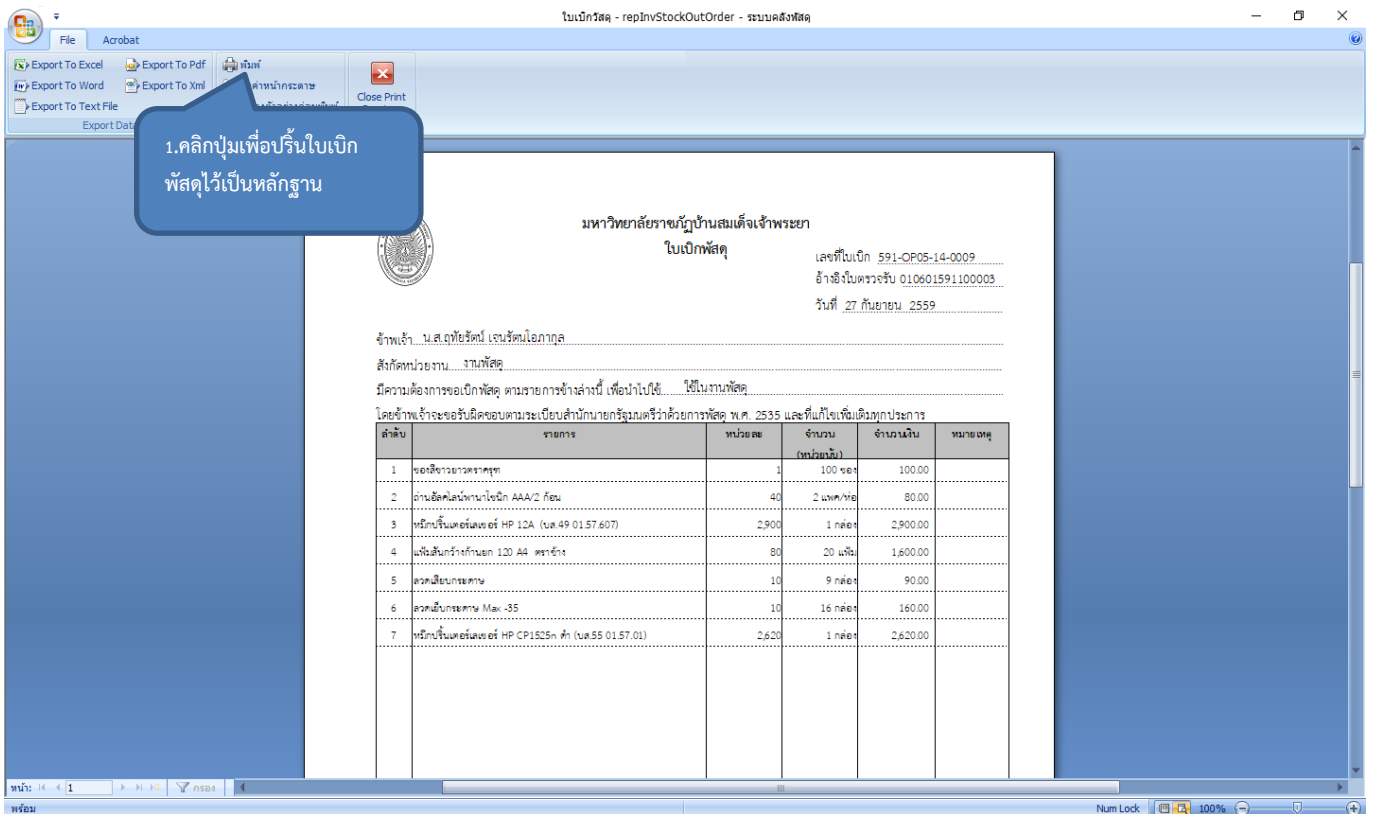 ใบเบิกวัสดุ - repInvStockOutOrder - ระบบคลังพัสดุ
File Acrobat
Export To Excel Export To Pdf พิมพ์
Export To Word Export To Xml ค่าหน้ากระดาษ
Export To Text File
Close Print
Export Data
1.คลิกปุ่มเพื่อปริ้นใบเบิก
พัสดุไว้เป็นหลักฐาน
มหาวิทยาลัยราชภัฏบ้านสมเด็จเจ้าพระยา
ใบเบิกพัสดุ
เลขที่ใบเบิก 591-OP05-14-0009
อ้างอิงใบตรวจรับ 010601591100003
วันที่ 27 กันยายน 2559
ข้าพเจ้า น.ส.ฤทัยรัตน์ เจนรัตนโอภากุล
สังกัดหน่วยงาน งานพัสดุ
มีความต้องการขอเบิกพัสดุ ตามรายการข้างล่างนี้ เพื่อนำไปใช้ ใช้ในงานพัสดุ
โดยข้าพเจ้าจะขอรับผิดชอบตามระเบียบสำนักนายกรัฐมนตรีว่าด้วยการพัสดุ พ.ศ. 2535 และที่แก้ไขเพิ่มเติมทุกประการ
ลำดับ รายการ หน่วยละ จำนวน จำนวนเงิน หมายเหตุ
(หน่วยนับ)
1 ซองสีขาวยาวตราครุฑ 1 100 ซอง 100.00
2 ถ่านอัลคไลน์พานาโซนิก AAA/2 ก้อน 40 2 แพค/ห่อ 80.00
3 หมึกปริ้นเตอร์เลเซอร์ HP 12A (บส.49 01.57.607) 2,900 1 กล่อง 2,900.00
4 แฟ้มสันกว้างก้านยก 120 A4 ตราช้าง 80 20 แฟ้ม 1,600.00
5 ลวดเสียบกระดาษ 10 9 กล่อง 90.00
6 ลวดเย็บกระดาษ Max -35 10 16 กล่อง 160.00
7 หมึกปริ้นเตอร์เลเซอร์ HP CP1525n ดำ (บส.55 01.57.01) 2,620 1 กล่อง 2,620.00
หน้า: 1 กรอง
พร้อม Num Lock 100%